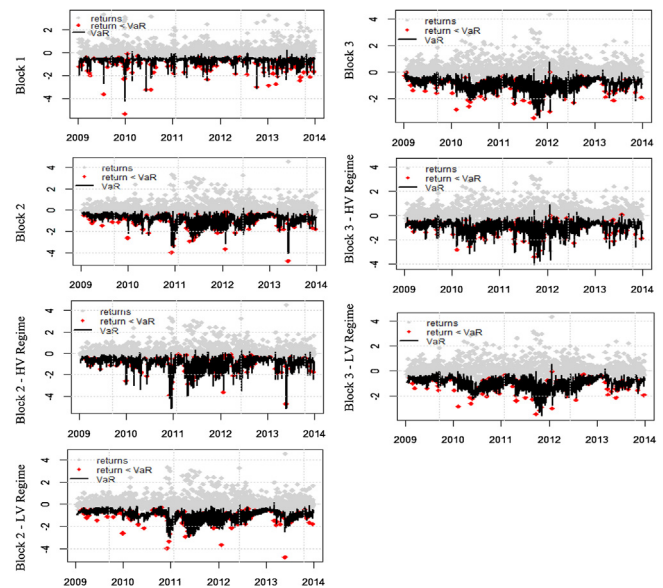 Block 1
2
0
-2
-4
returns
return < VaR
VaR
2009 2010 2011 2012 2013 2014
Block 2
4
2
0
-2
-4
returns
return < VaR
VaR
2009 2010 2011 2012 2013 2014
Block 2 - HV Regime
4
2
0
-2
-4
returns
return < VaR
VaR
2009 2010 2011 2012 2013 2014
Block 2 - LV Regime
4
2
0
-2
-4
returns
return < VaR
VaR
2009 2010 2011 2012 2013 2014
Block 3
4
2
0
-2
returns
return < VaR
VaR
2009 2010 2011 2012 2013 2014
Block 3 - HV Regime
4
2
0
-2
-4
returns
return < VaR
VaR
2009 2010 2011 2012 2013 2014
Block 3 - LV Regime
4
2
0
-2
returns
return < VaR
VaR
2009 2010 2011 2012 2013 2014